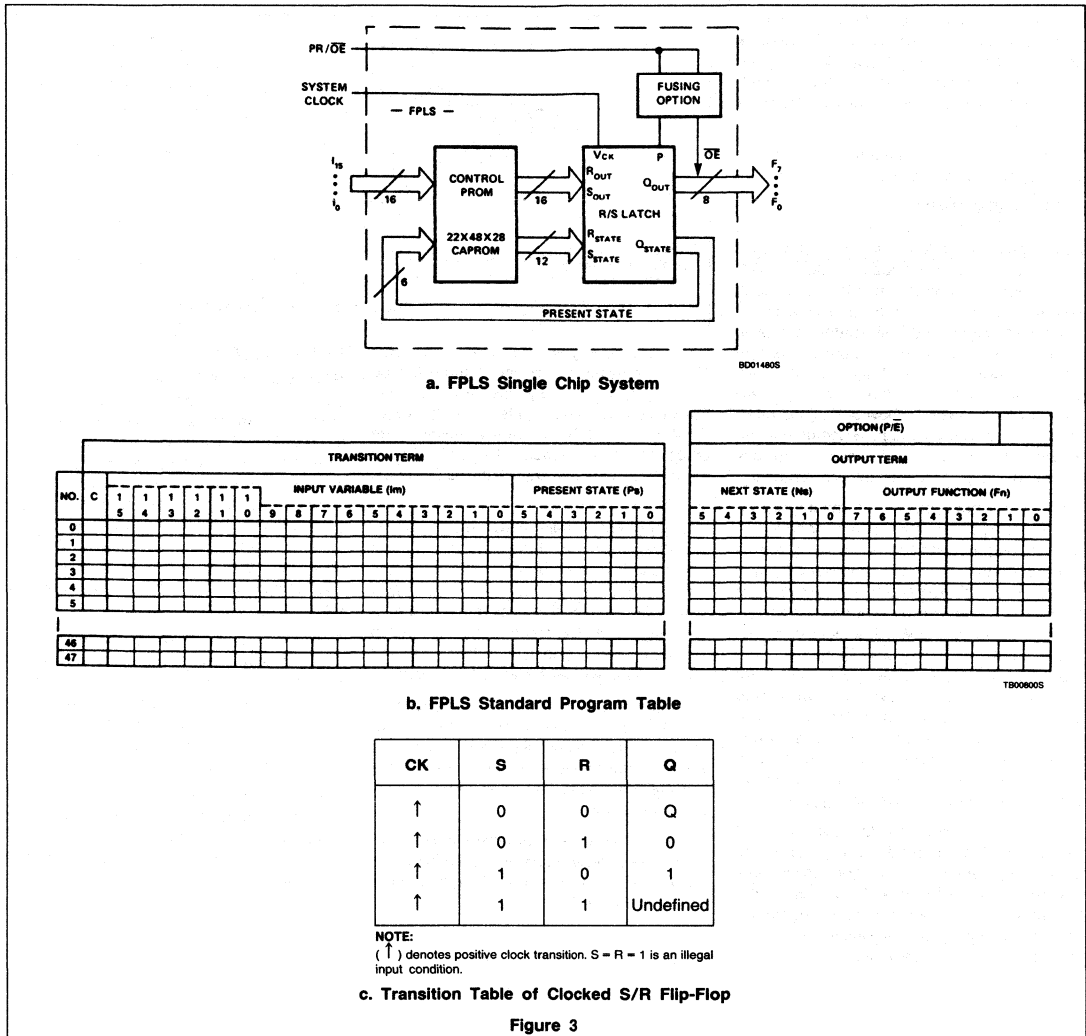 PR/OE
SYSTEM
CLOCK
— FPLS —
FUSING
OPTION
I15
I0
16
CONTROL
PROM
22X48X28
CAPROM
16
12
6
VCK
P
OE
ROUT
SOUT
QOUT
R/S LATCH
RSTATE
SSTATE
QSTATE
8
F7
F0
PRESENT STATE
BD01480S
a. FPLS Single Chip System
OPTION (P/E)
TRANSITION TERM
OUTPUT TERM
NO. C INPUT VARIABLE (Im) PRESENT STATE (Ps) NEXT STATE (Ns) OUTPUT FUNCTION (Fn)
1 1 1 1 1 1
5 4 3 2 1 0 9 8 7 6 5 4 3 2 1 0 5 4 3 2 1 0 5 4 3 2 1 0 7 6 5 4 3 2 1 0
0
1
2
3
4
5
46
47
TB00800S
b. FPLS Standard Program Table
CK S R Q
↑ 0 0 Q
↑ 0 1 0
↑ 1 0 1
↑ 1 1 Undefined
NOTE:
(↑) denotes positive clock transition. S = R = 1 is an illegal
input condition.
c. Transition Table of Clocked S/R Flip-Flop
Figure 3